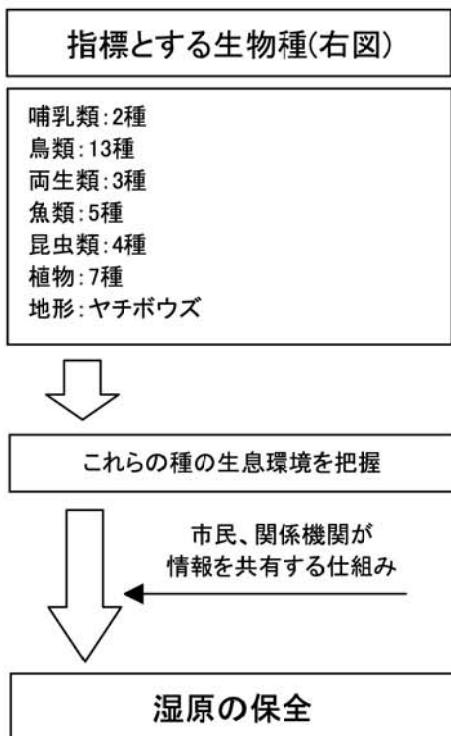 指標とする生物種(右図)
哺乳類:2種
鳥類:13種
両生類:3種
魚類:5種
昆虫類:4種
植物:7種
地形:ヤチボウズ
これらの種の生息環境を把握
市民、関係機関が
情報を共有する仕組み
湿原の保全